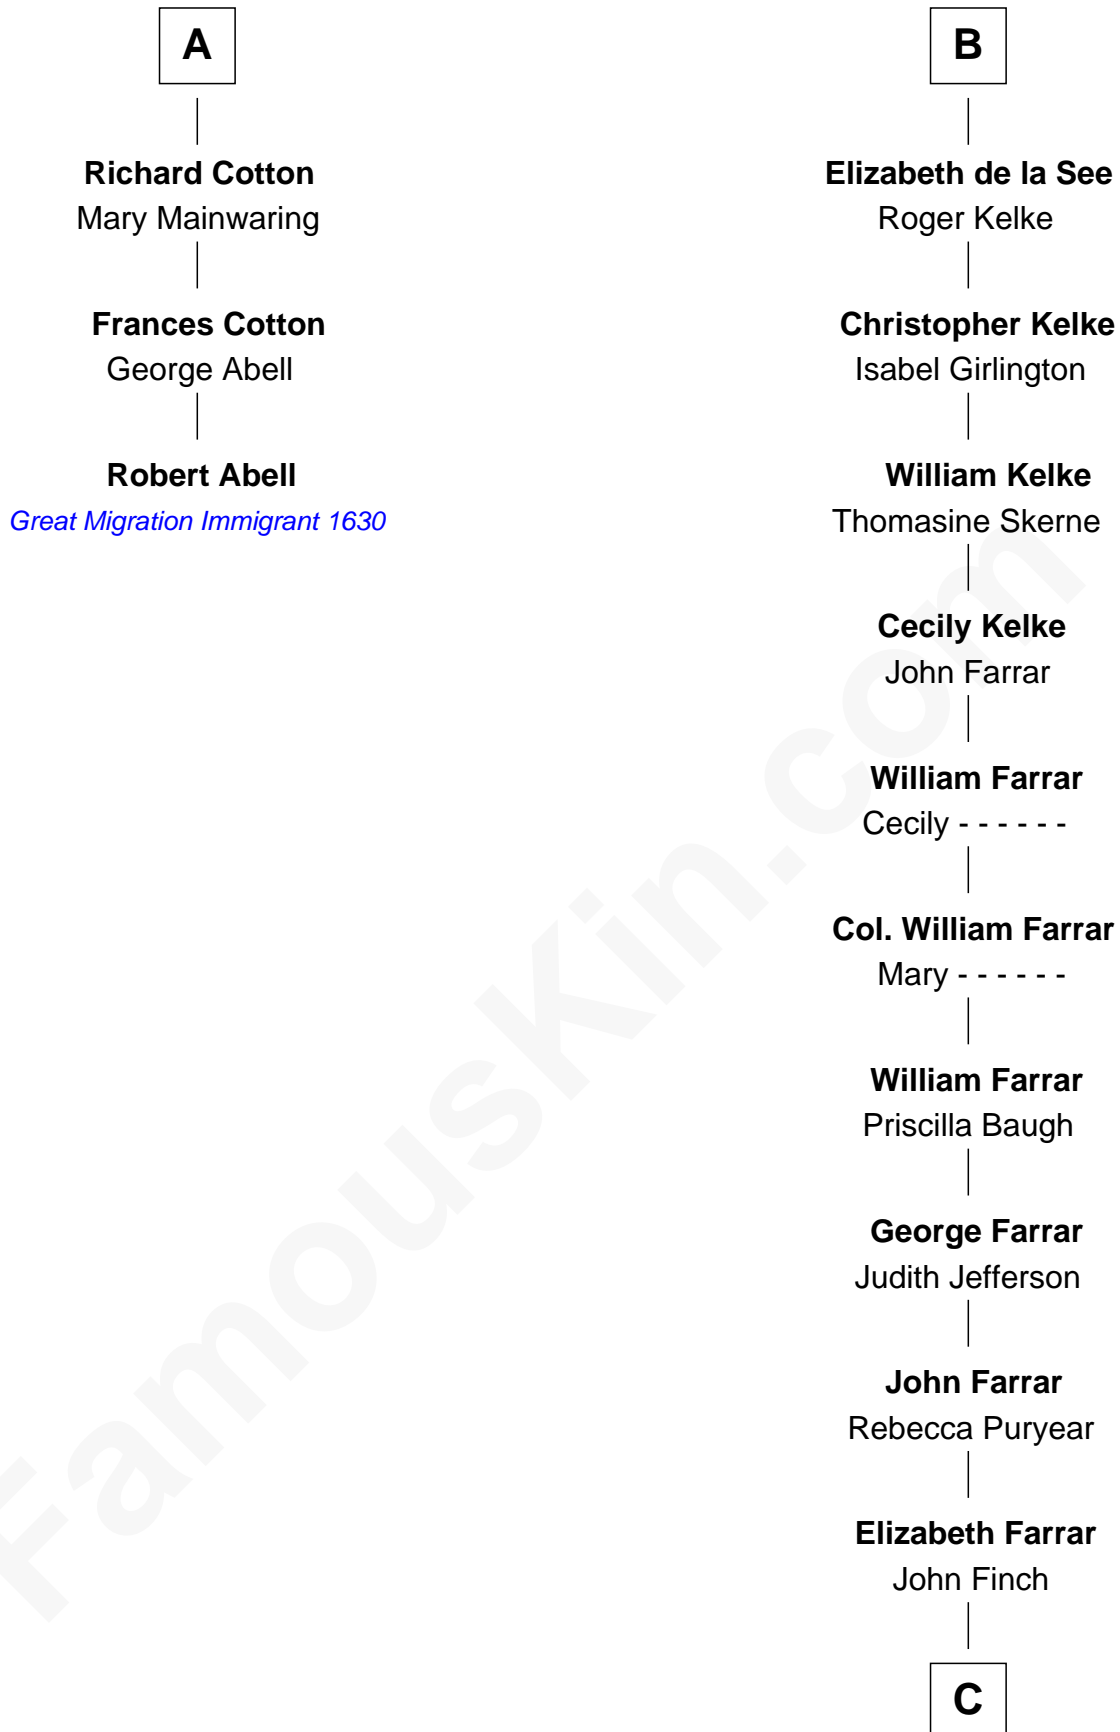 A
Richard Cotton
Mary Mainwaring
Frances Cotton
George Abell
Robert Abell
Great Migration Immigrant 1630
B
Elizabeth de la See
Roger Kelke
Christopher Kelke
Isabel Girlington
William Kelke
Thomasine Skerne
Cecily Kelke
John Farrar
William Farrar
Cecily - - - - - -
Col. William Farrar
Mary - - - - - -
William Farrar
Priscilla Baugh
George Farrar
Judith Jefferson
John Farrar
Rebecca Puryear
Elizabeth Farrar
John Finch
C
FamousKin.com